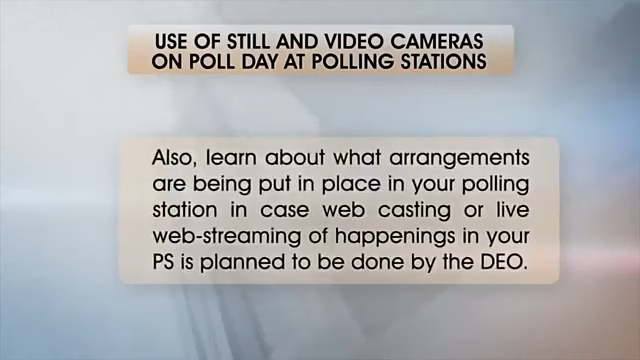 USE OF STILL AND VIDEO CAMERAS
ON POLL DAY AT POLLING STATIONS
Also, learn about what arrangements
are being put in place in your polling
station in case web casting or live
web-streaming of happenings in your
PS is planned to be done by the DEO.